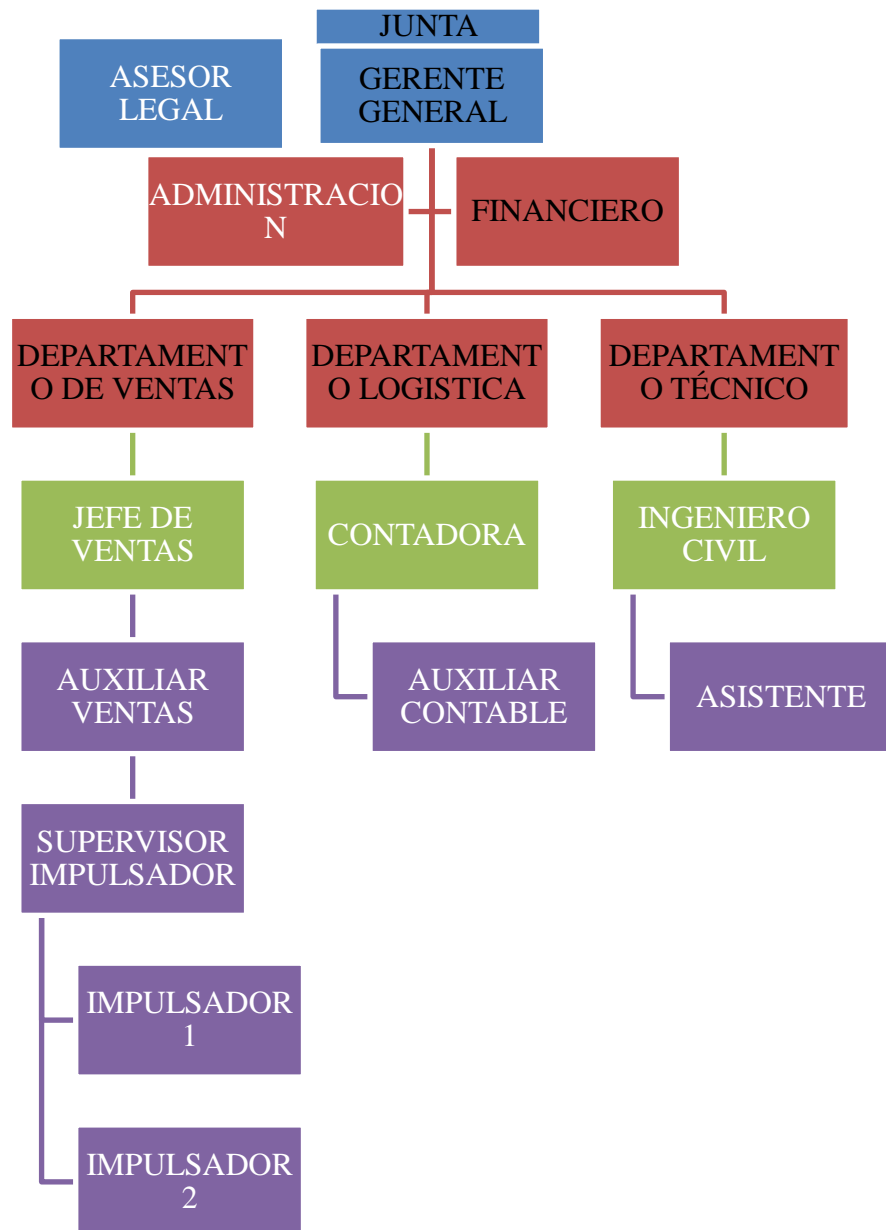 JUNTA
ASESOR
LEGAL
GERENTE
GENERAL
ADMINISTRACIO
N
FINANCIERO
DEPARTAMENT
O DE VENTAS
DEPARTAMENT
O LOGISTICA
DEPARTAMENT
O TÉCNICO
JEFE DE
VENTAS
CONTADORA
INGENIERO
CIVIL
AUXILIAR
VENTAS
AUXILIAR
CONTABLE
ASISTENTE
SUPERVISOR
IMPULSADOR
IMPULSADOR
1
IMPULSADOR
2